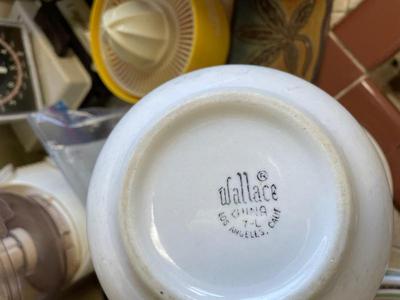 Wallace ®
CHINA
7-L
LOS ANGELES, CALIF